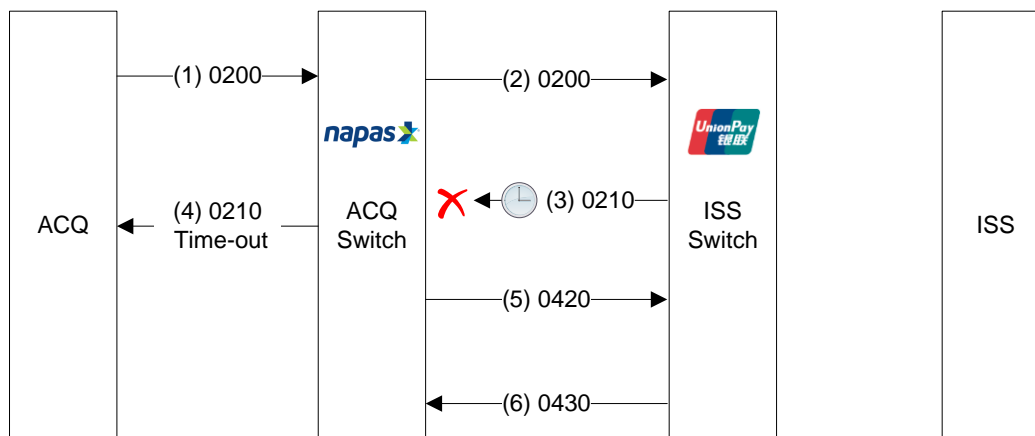 (1) 0200
(2) 0200
napas
UnionPay
银联
(3) 0210
(4) 0210
Time-out
ACQ
ACQ
Switch
ISS
Switch
ISS
(5) 0420
(6) 0430